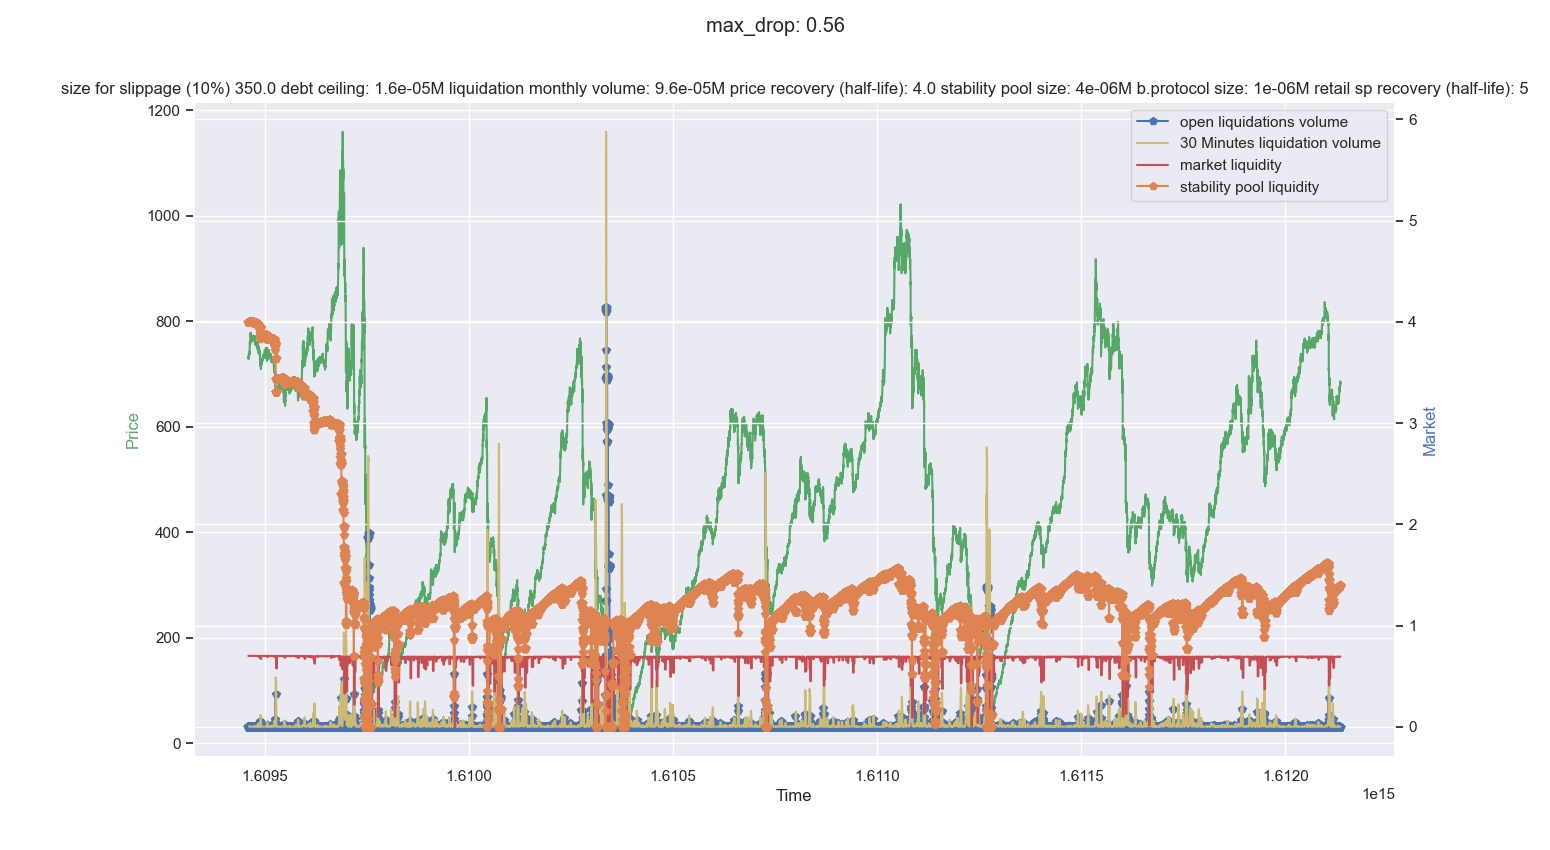 max_drop: 0.56
size for slippage (10%) 350.0 debt ceiling: 1.6e-05M liquidation monthly volume: 9.6e-05M price recovery (half-life): 4.0 stability pool size: 4e-06M b.protocol size: 1e-06M retail sp recovery (half-life): 5
open liquidations volume
30 Minutes liquidation volume
market liquidity
stability pool liquidity
Price
1200
1000
800
600
400
200
0
Market
6
5
4
3
2
1
0
1.6095 1.6100 1.6105 1.6110 1.6115 1.6120
Time
1e15